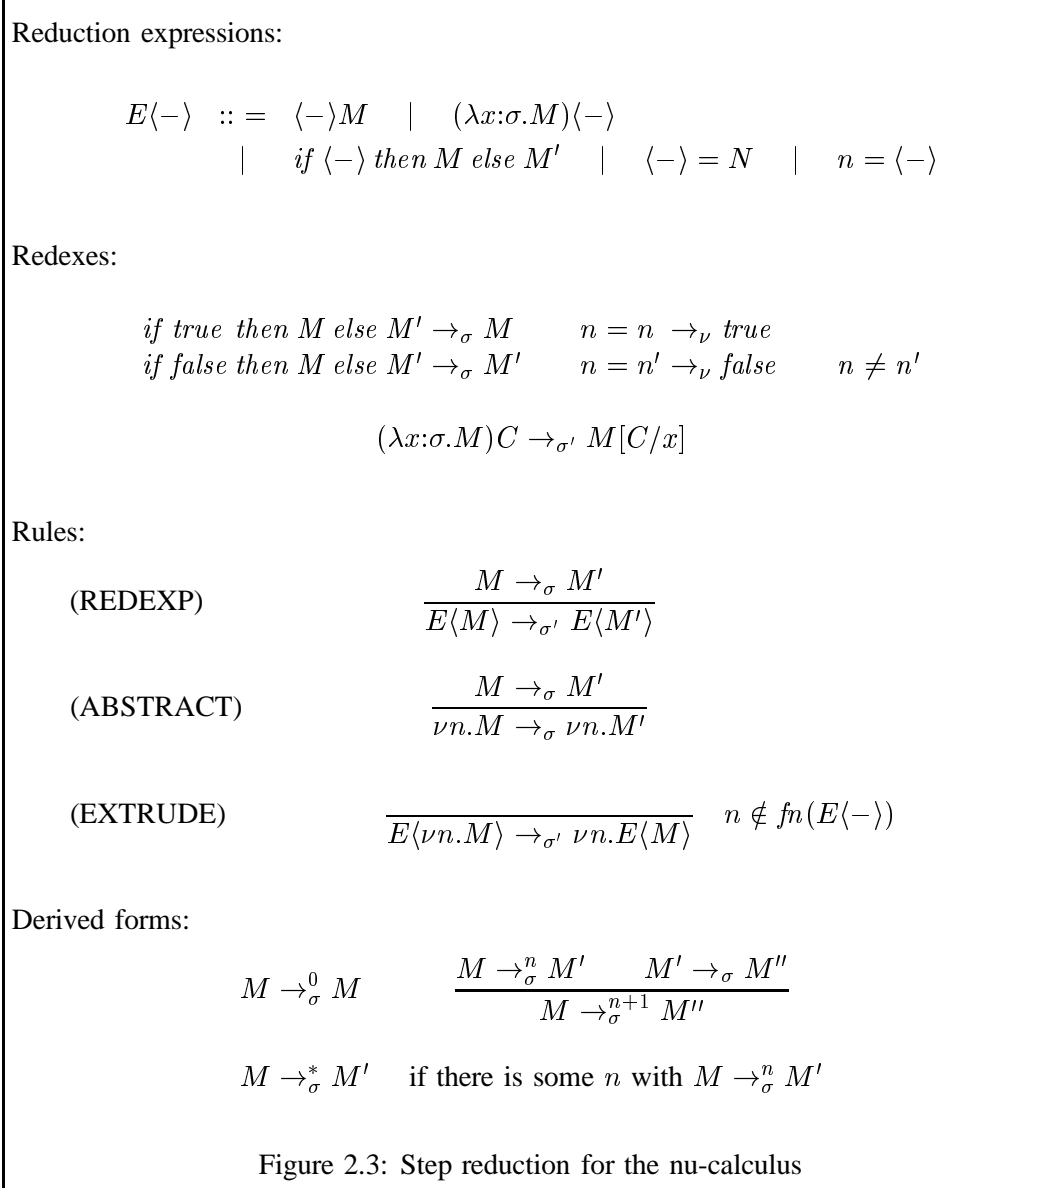 Reduction expressions:
E⟨−⟩ ::= ⟨−⟩M | (λx:σ.M)⟨−⟩
| if ⟨−⟩ then M else M′ | ⟨−⟩ = N | n = ⟨−⟩
Redexes:
if true then M else M′ →σ M n = n →ν true
if false then M else M′ →σ M′ n = n′ →ν false n ≠ n′
(λx:σ.M)C →σ′ M[C/x]
Rules:
(REDEXP) M →σ M′
E⟨M⟩ →σ′ E⟨M′⟩
(ABSTRACT) M →σ M′
νn.M →σ νn.M′
(EXTRUDE) E⟨νn.M⟩ →σ′ νn.E⟨M⟩ n ∉ fn(E⟨−⟩)
Derived forms:
M →⁰σ M M →ⁿσ M′ M′ →σ M″
M →ⁿ⁺¹σ M″
M →*σ M′ if there is some n with M →ⁿσ M′
Figure 2.3: Step reduction for the nu-calculus